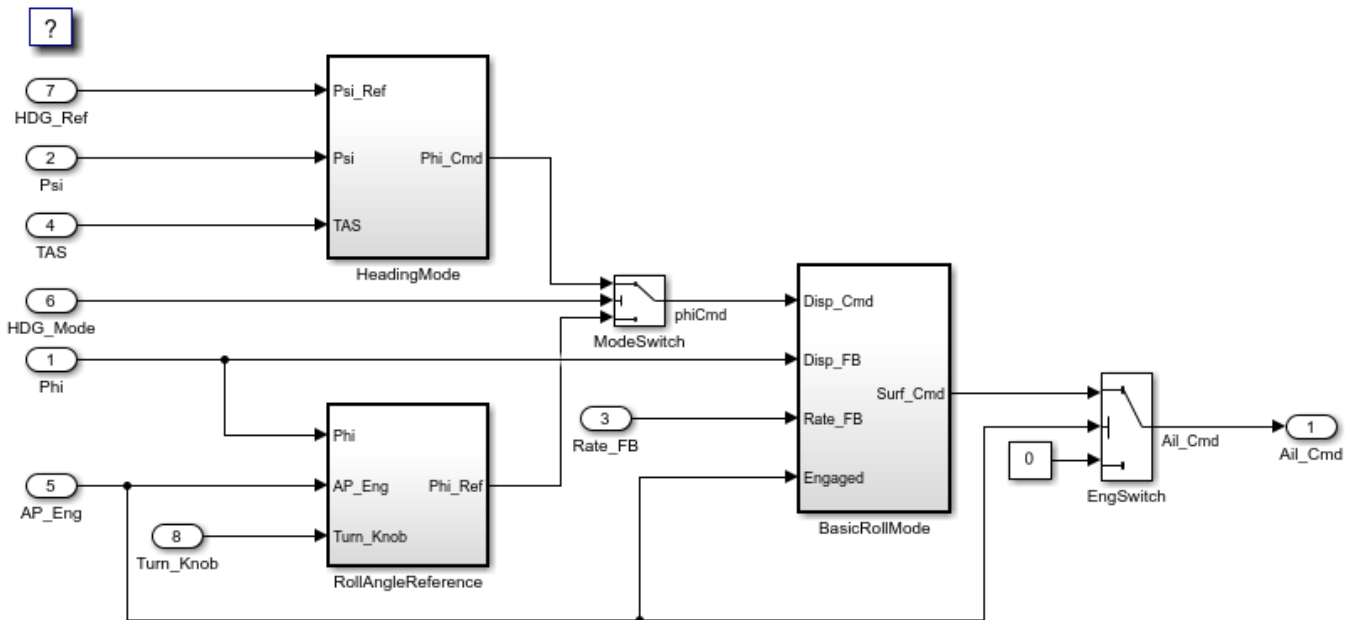 ?
7
HDG_Ref
2
Psi
4
TAS
Psi_Ref
Psi
TAS
Phi_Cmd
HeadingMode
6
HDG_Mode
1
Phi
ModeSwitch
phiCmd
Phi
AP_Eng
Turn_Knob
Phi_Ref
RollAngleReference
5
AP_Eng
8
Turn_Knob
3
Rate_FB
Disp_Cmd
Disp_FB
Rate_FB
Engaged
Surf_Cmd
BasicRollMode
0
EngSwitch
Ail_Cmd
1
Ail_Cmd